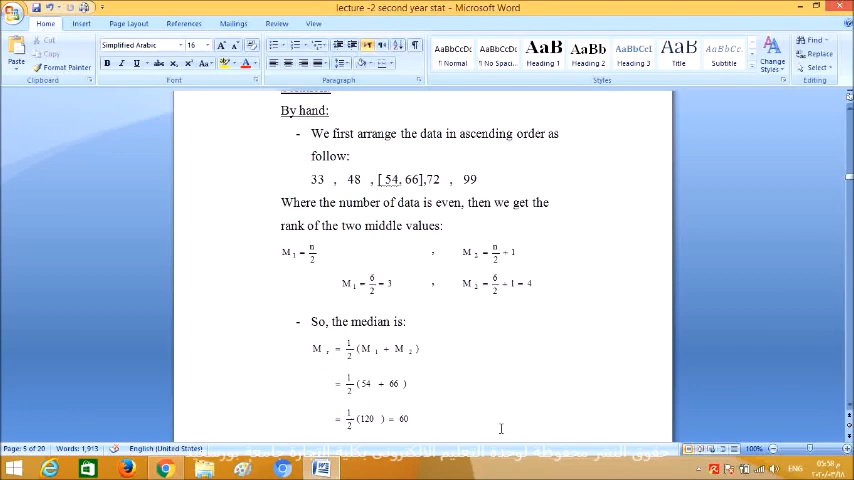 lecture -2 second year stat - Microsoft Word
Home Insert Page Layout References Mailings Review View
Cut
Copy
Format Painter
Paste
Clipboard
Simplified Arabic 16
Font
Paragraph
AaBbCcDc AaBbCcDc AaBbC AaBbCc AaBbCc AaBbCc AaBbCc
Normal No Spaci... Heading 1 Heading 2 Heading 3 Title Subtitle
Styles
Change Styles
Find
Replace
Select
Editing
By hand:
- We first arrange the data in ascending order as
follow:
33 , 48 , [ 54, 66],72 , 99
Where the number of data is even, then we get the
rank of the two middle values:
M 1 = n/2 , M 2 = n/2 + 1
M 1 = 6/2 = 3 , M 2 = 6/2 + 1 = 4
- So, the median is:
M r = 1/2 (M 1 + M 2 )
= 1/2 (54 + 66 )
= 1/2 (120 ) = 60
Page: 5 of 20 Words: 1,913 English (United States) 100%
ENG 05:58 م